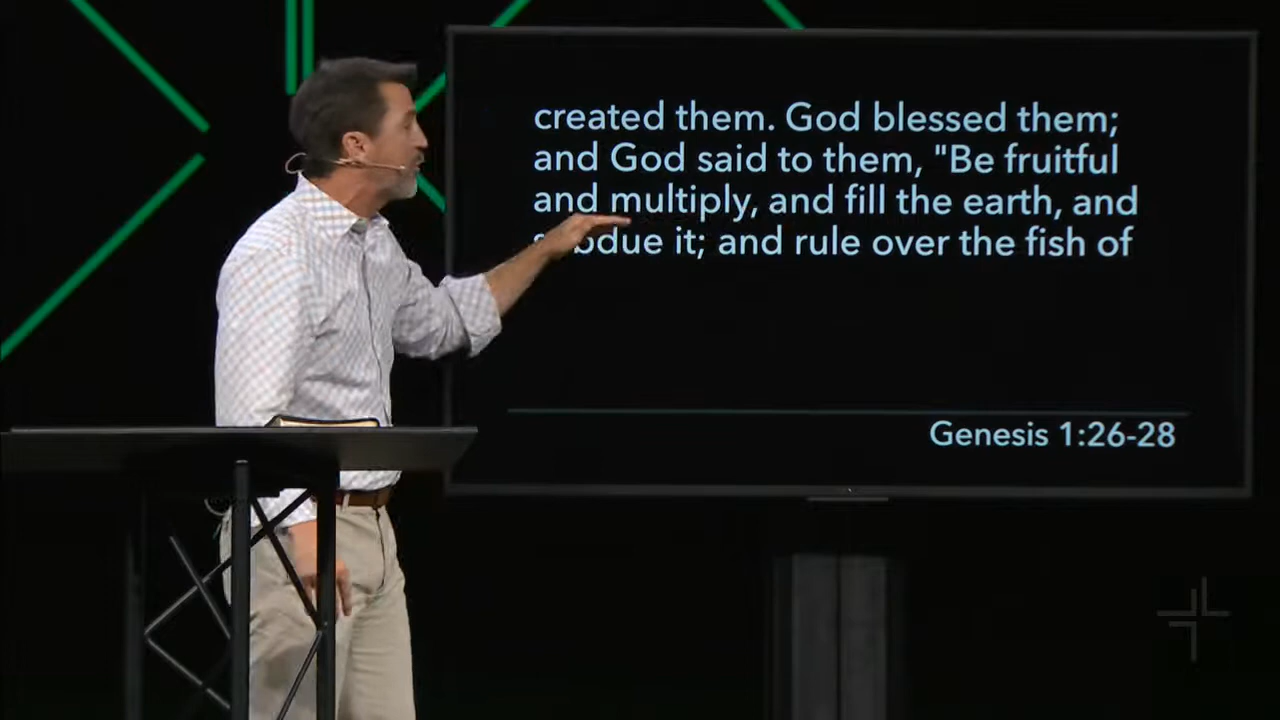 created them. God blessed them;
and God said to them, "Be fruitful
and multiply, and fill the earth, and
subdue it; and rule over the fish of
Genesis 1:26-28